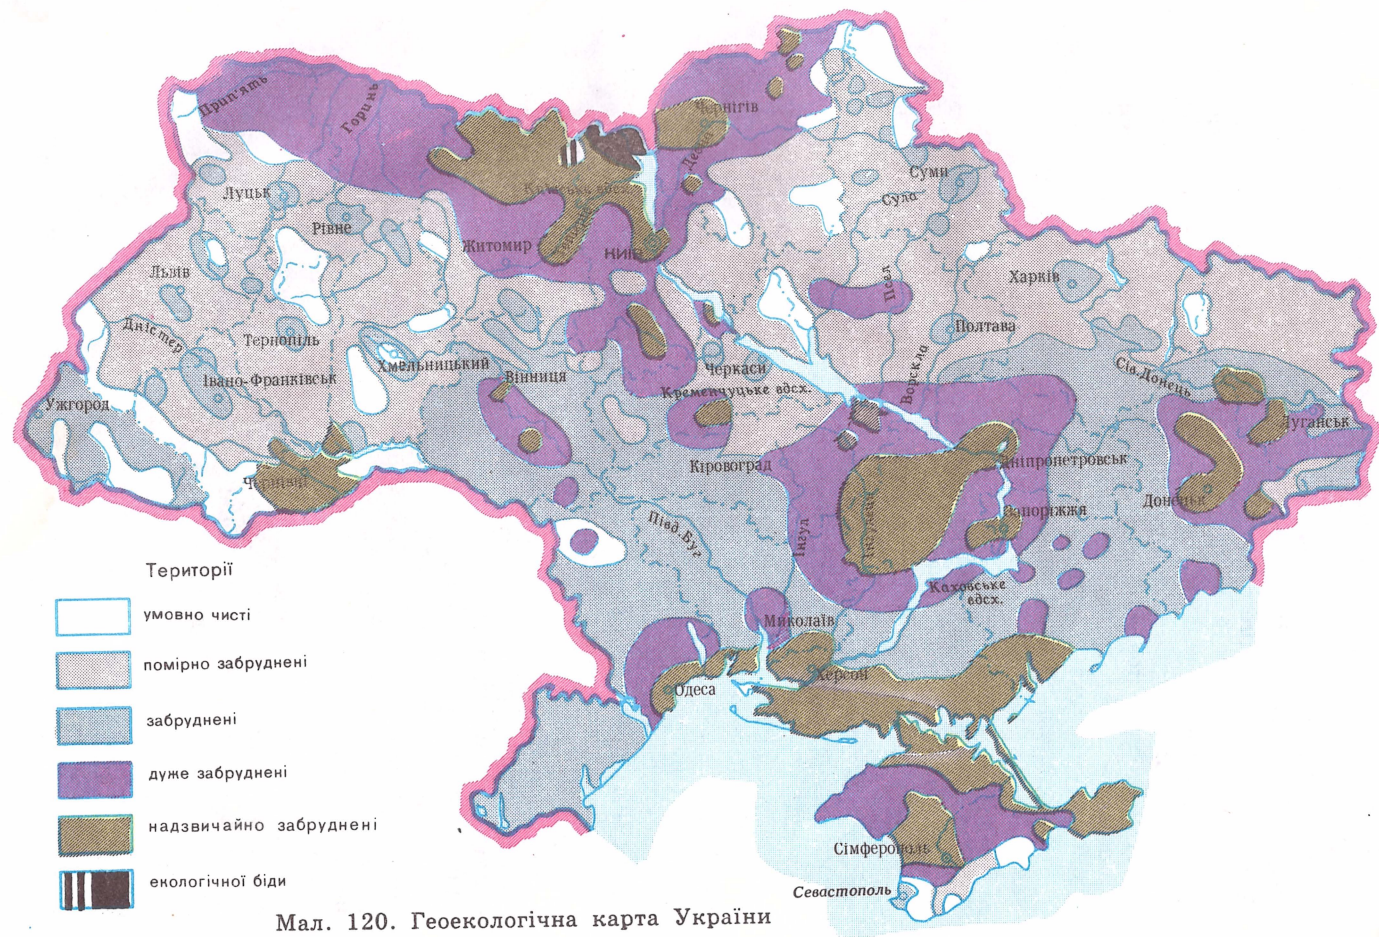 Прип'ять
Горинь
Чернігів
Десна
Луцьк
Рівне
Київське вдсх.
Тетерів
Житомир
Суми
Сула
Львів
Псел
Харків
Дністер
Тернопіль
Хмельницький
Івано-Франківськ
Вінниця
Черкаси
Кременчуцьке вдсх.
Ворскла
Полтава
Сів. Донець
Ужгород
Луганськ
Чернівці
Кіровоград
Дніпропетровськ
Донецьк
Запоріжжя
Півд. Буг
Інгул
Інгулець
Каховське
вдсх.
Миколаїв
Одеса
Херсон
Сімферополь
Севастополь
Території
умовно чисті
помірно забруднені
забруднені
дуже забруднені
надзвичайно забруднені
екологічної біди
Мал. 120. Геоекологічна карта України